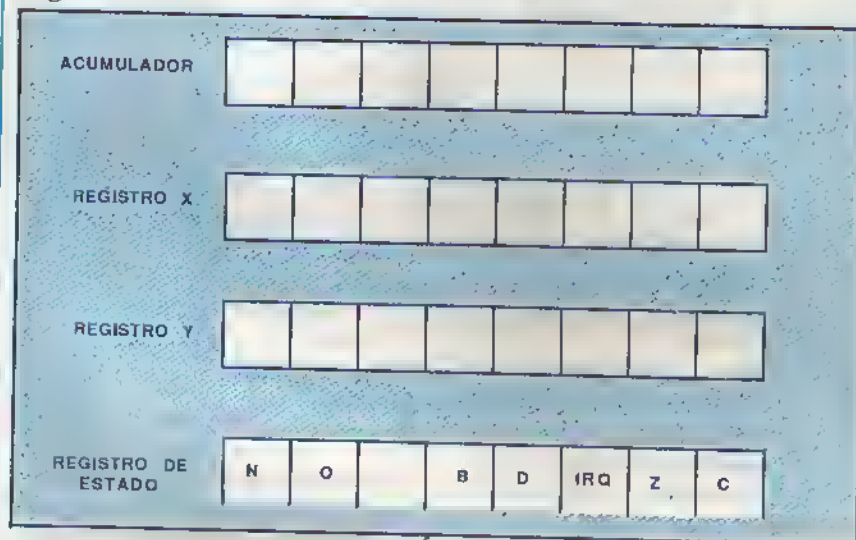 ACUMULADOR
REGISTRO X
REGISTRO Y
REGISTRO DE
ESTADO
N O B D IRQ Z C